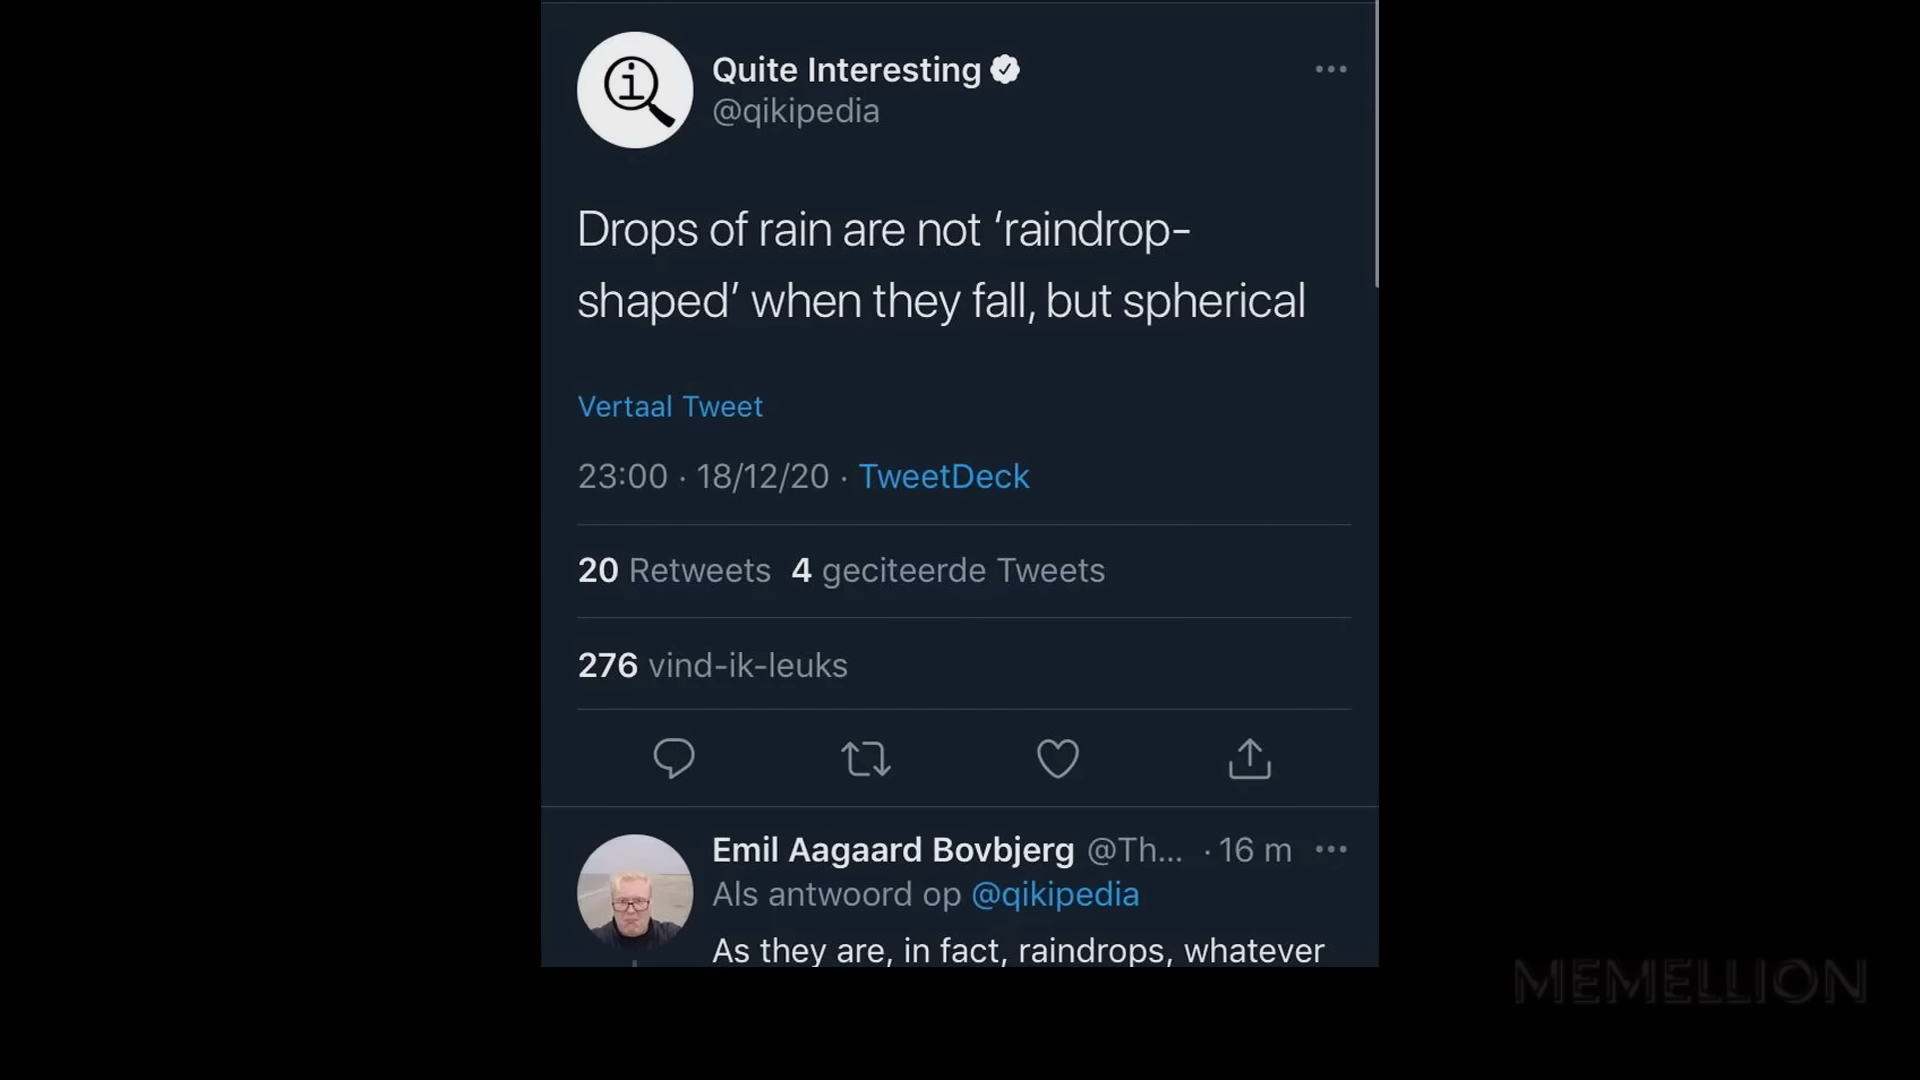 Quite Interesting
@qikipedia
Drops of rain are not ‘raindrop-
shaped’ when they fall, but spherical
Vertaal Tweet
23:00 · 18/12/20 · TweetDeck
20 Retweets 4 geciteerde Tweets
276 vind-ik-leuks
Emil Aagaard Bovbjerg @Th... · 16 m
Als antwoord op @qikipedia
As they are, in fact, raindrops, whatever
MEMELLION